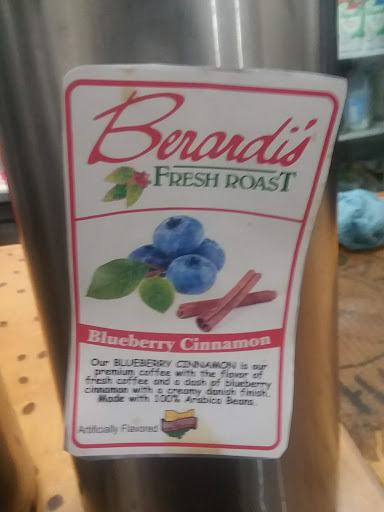 Berardi's
FRESH ROAST
Blueberry Cinnamon
Our BLUEBERRY CINNAMON is our
premium coffee with the flavor of
fresh coffee and a dash of blueberry
cinnamon with a creamy danish finish.
Made with 100% Arabica Beans.
Artificially Flavored